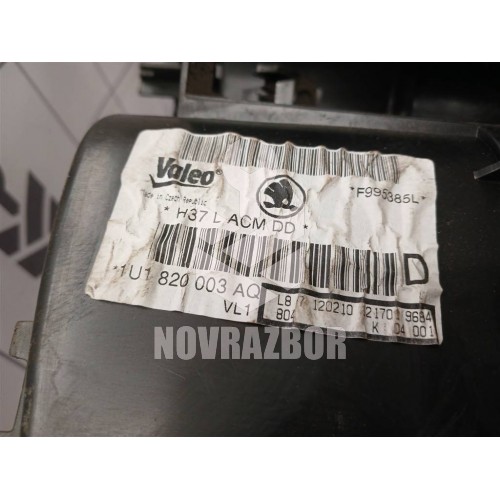 Valeo
*F995385L*
Made in Czech Republic
* H37 L ACM DD *
*1U1 820 003 AQ
D
VL1
L8 7 120210 9684
804 K 04 001
NOVRAZBOR